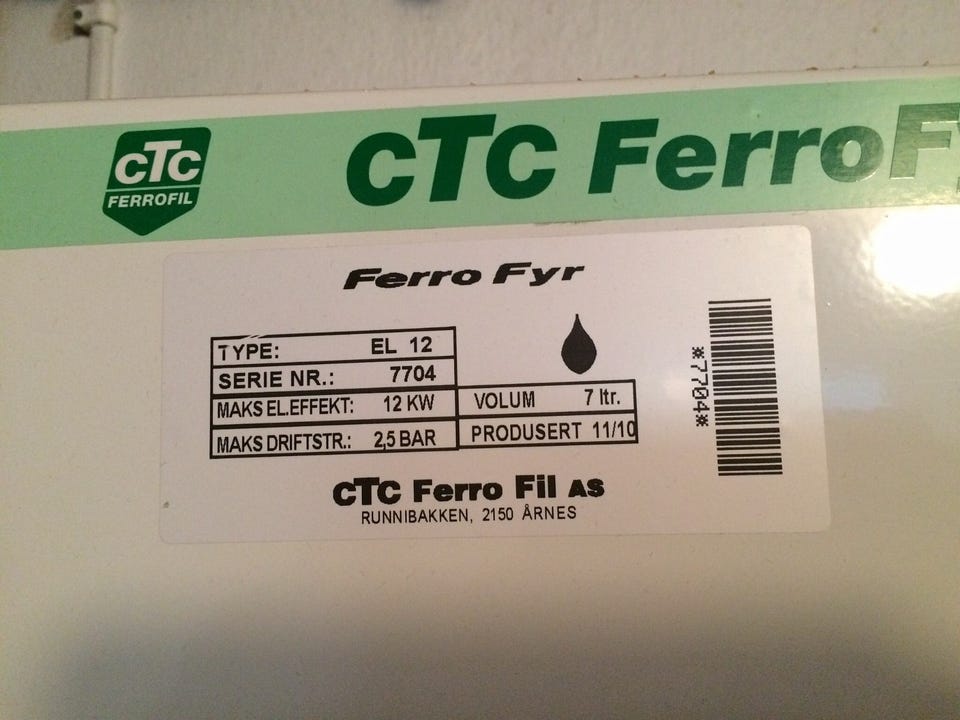 CTC
FERROFIL
CTC FerroF
Ferro Fyr
TYPE: EL 12
SERIE NR.: 7704
MAKS EL.EFFEKT: 12 KW
VOLUM 7 ltr.
MAKS DRIFTSTR.: 2,5 BAR
PRODUSERT 11/10
*7704*
CTC Ferro Fil AS
RUNNIBAKKEN, 2150 ÅRNES